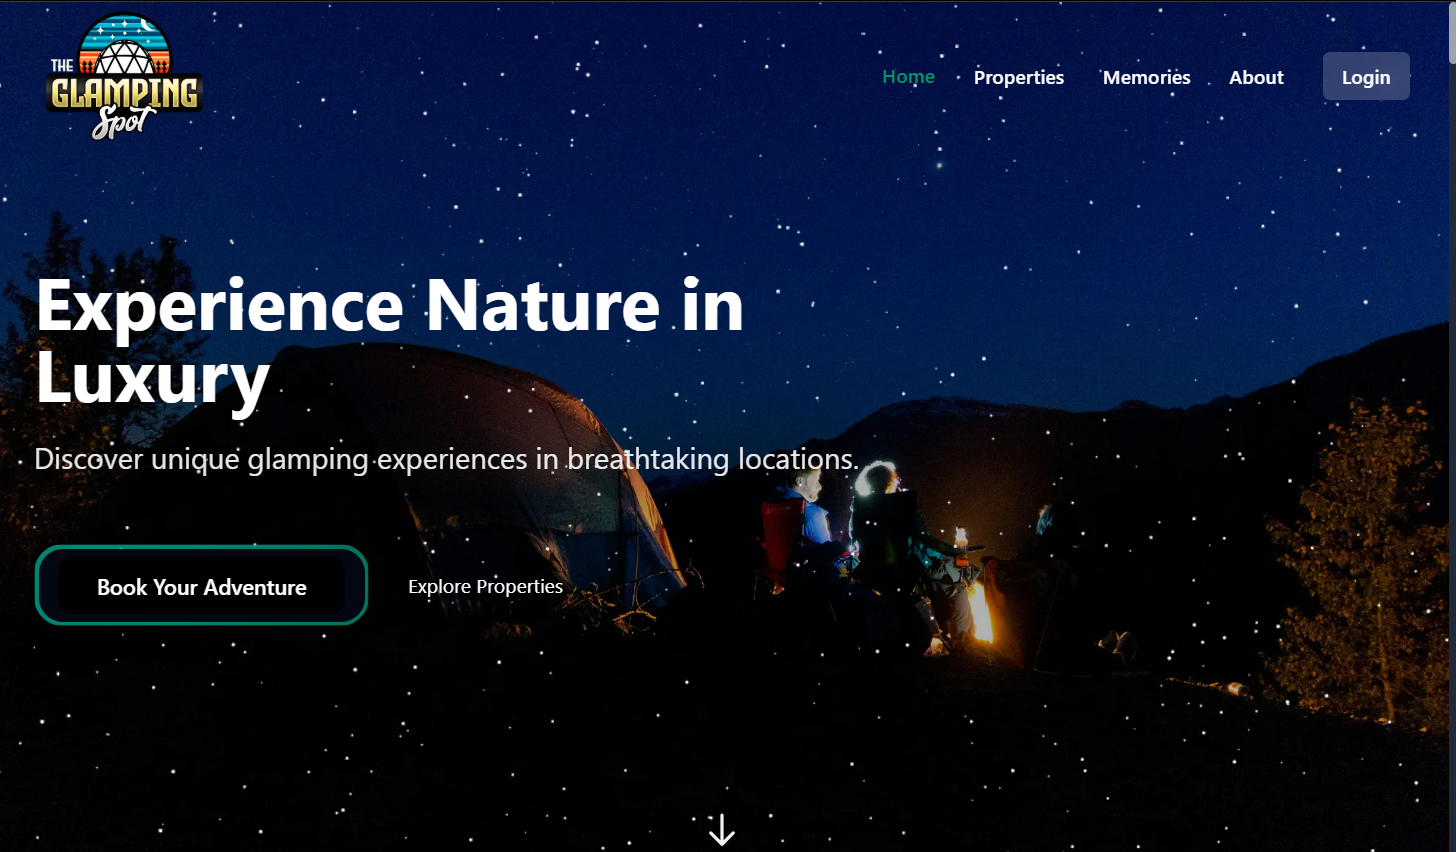 THE
GLAMPING
Spot
Home
Properties
Memories
About
Login
Experience Nature in
Luxury
Discover unique glamping experiences in breathtaking locations.
Book Your Adventure
Explore Properties